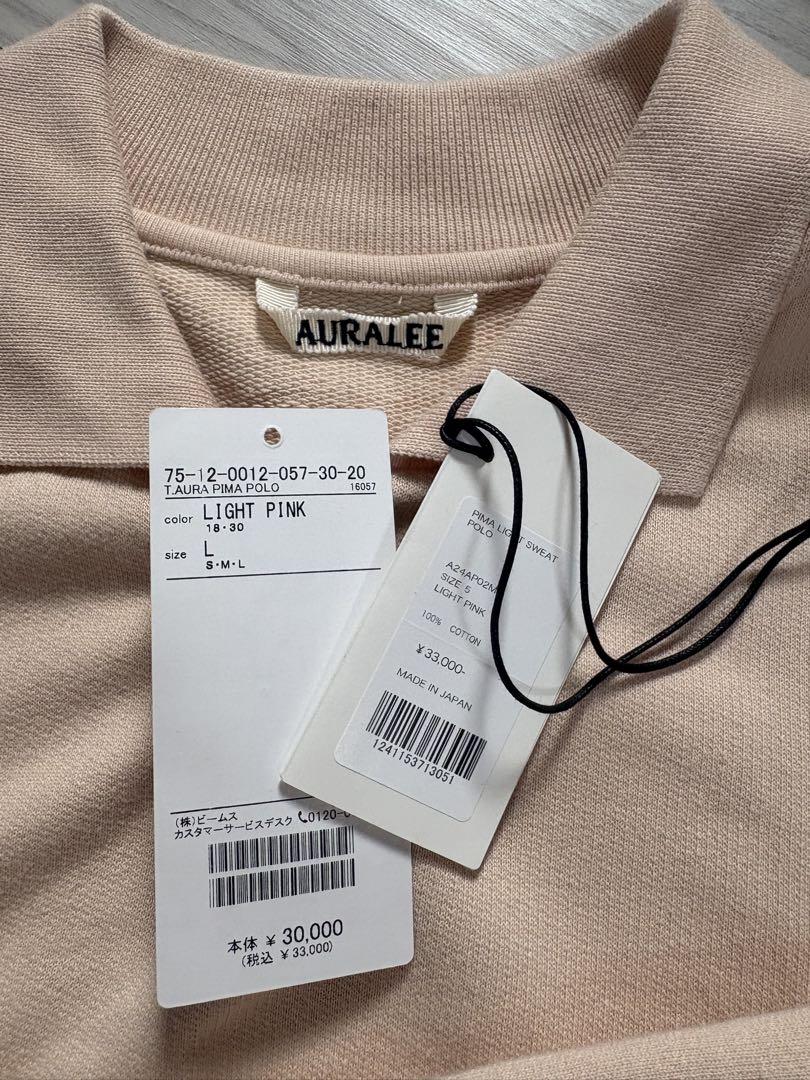 AURALEE
75-12-0012-057-30-20
T.AURA PIMA POLO 16057
color LIGHT PINK
18・30
size L
S・M・L
(株)ビームス
カスタマーサービスデスク 0120-
本体 ¥ 30,000
(税込 ¥ 33,000)
PIMA LIGHT SWEAT
POLO
A24AP02M
SIZE 5
LIGHT PINK
100% COTTON
¥33,000-
MADE IN JAPAN
1241153713051